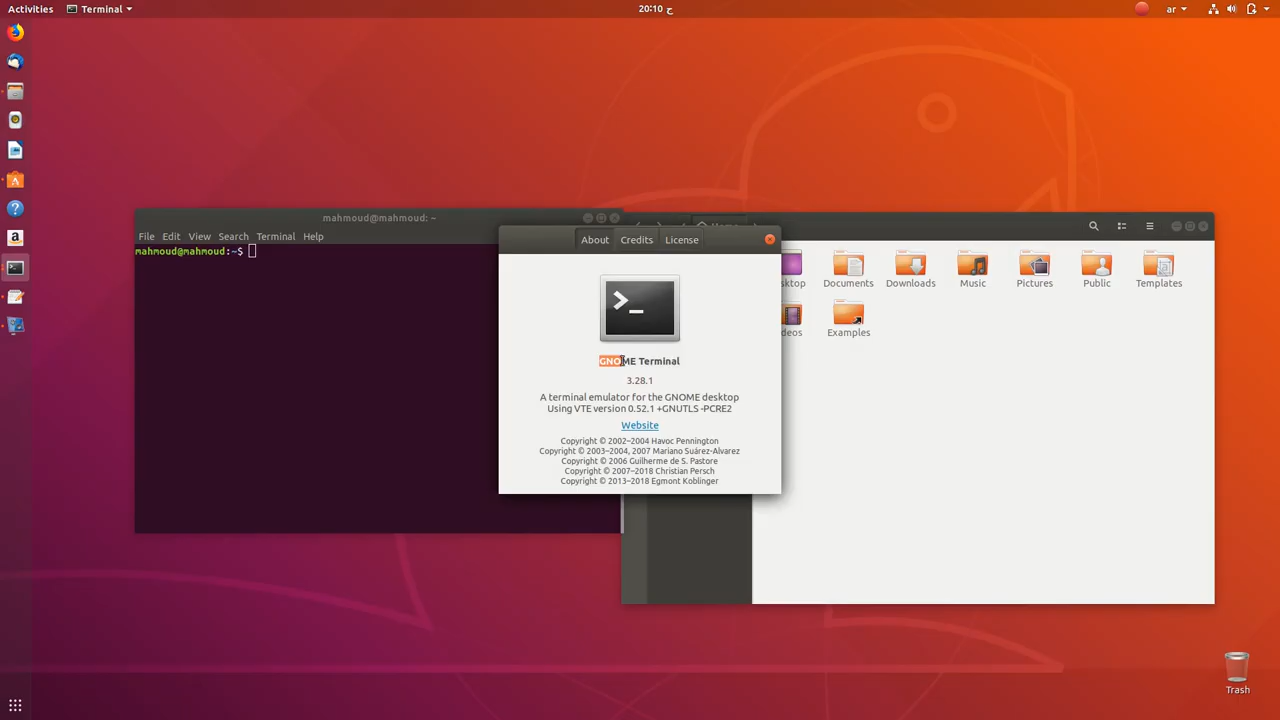 Activities
Terminal
20:10 ج
ar
mahmoud@mahmoud: ~
File Edit View Search Terminal Help
mahmoud@mahmoud:~$
About Credits License
>_
GNOME Terminal
3.28.1
A terminal emulator for the GNOME desktop
Using VTE version 0.52.1 +GNUTLS -PCRE2
Website
Copyright © 2002–2004 Havoc Pennington
Copyright © 2003–2004, 2007 Mariano Suárez-Alvarez
Copyright © 2006 Guilherme de S. Pastore
Copyright © 2007–2018 Christian Persch
Copyright © 2013–2018 Egmont Koblinger
Documents Downloads Music Pictures Public Templates
Examples
Trash